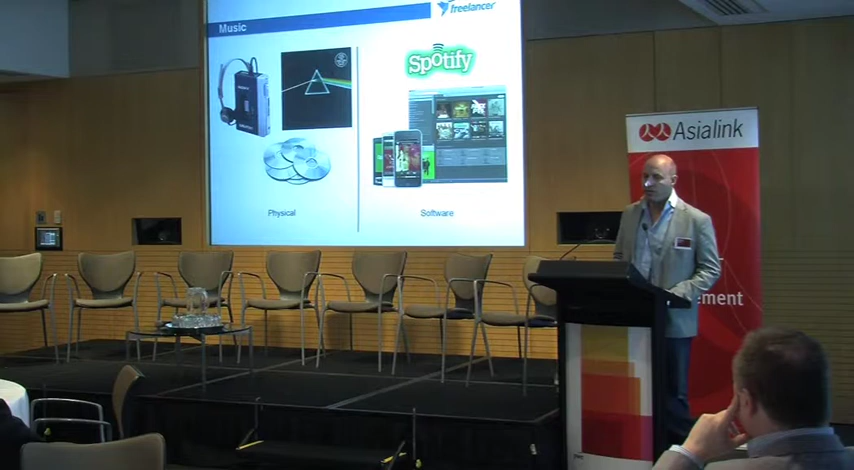 Music
freelancer
Spotify
Asialink
Physical
Software
ement